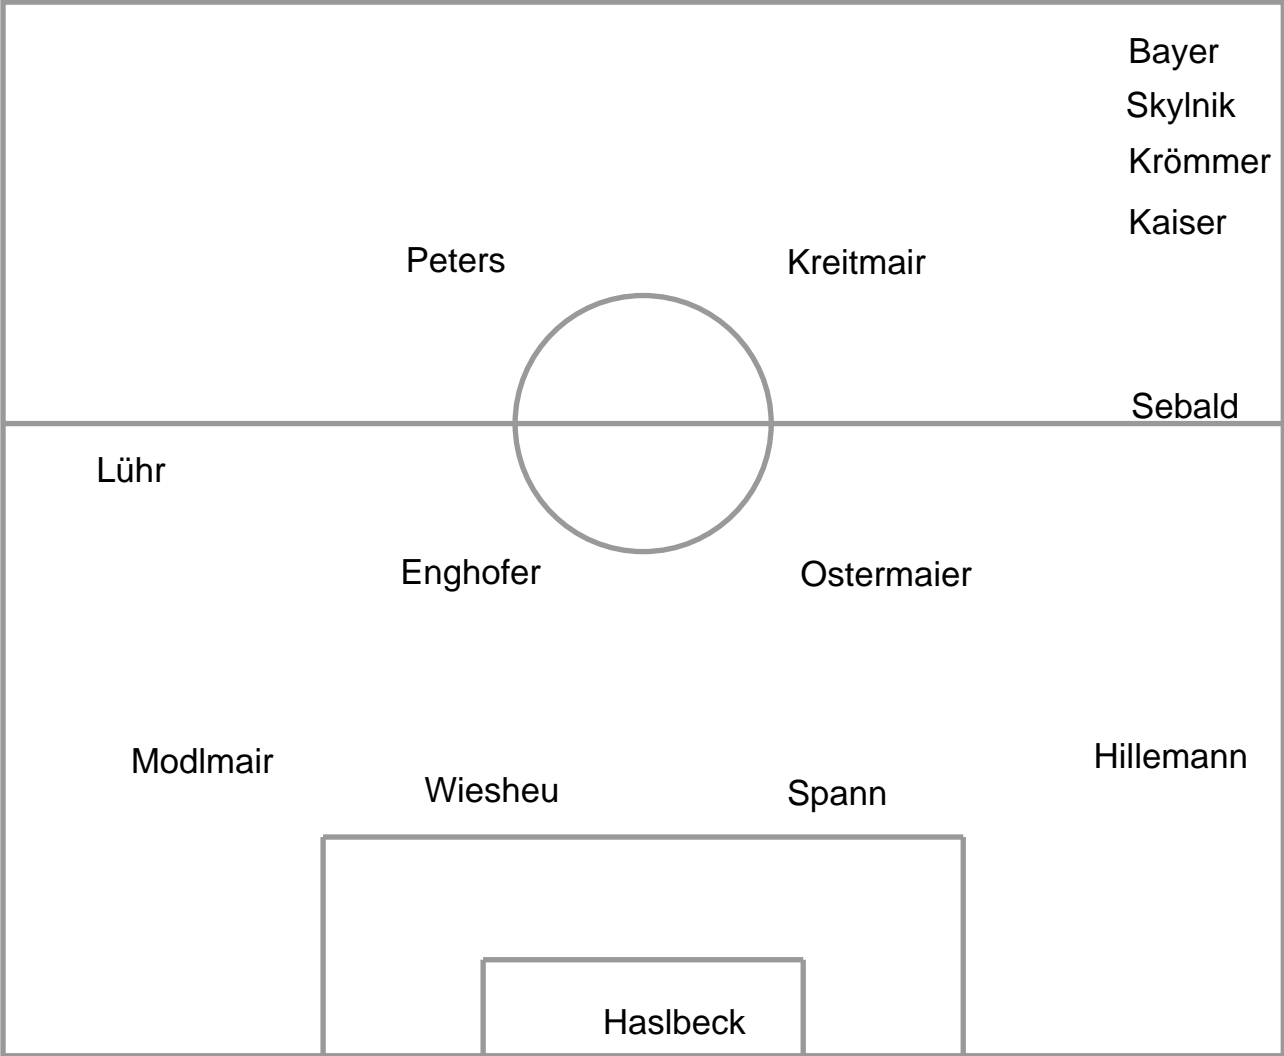 Bayer
Skylnik
Krömmer
Kaiser
Peters
Kreitmair
Sebald
Lühr
Enghofer
Ostermaier
Modlmair
Hillemann
Wiesheu
Spann
Haslbeck